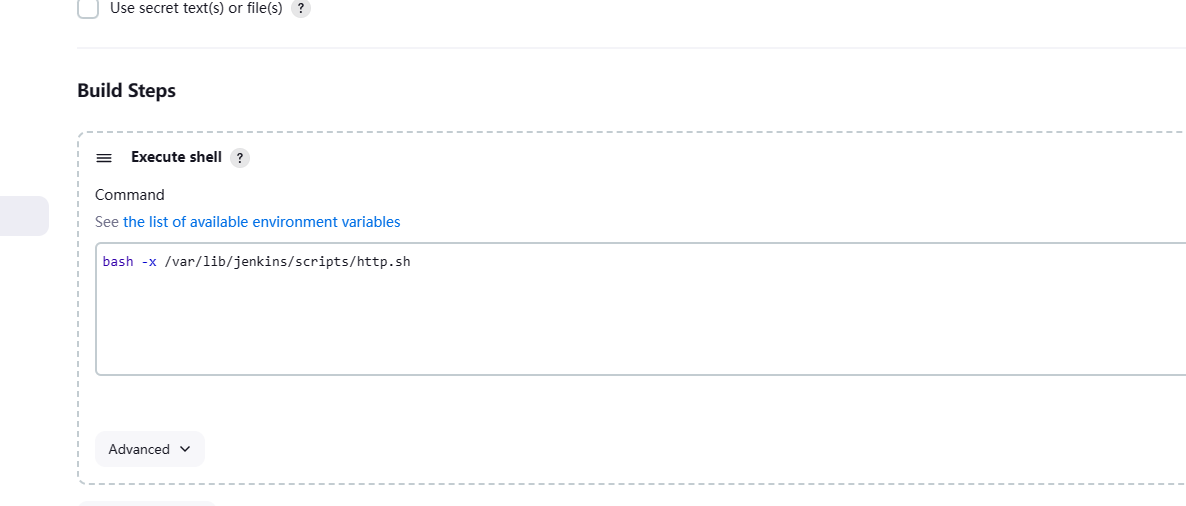 Use secret text(s) or file(s) ?
Build Steps
Execute shell ?
Command
See the list of available environment variables
bash -x /var/lib/jenkins/scripts/http.sh
Advanced